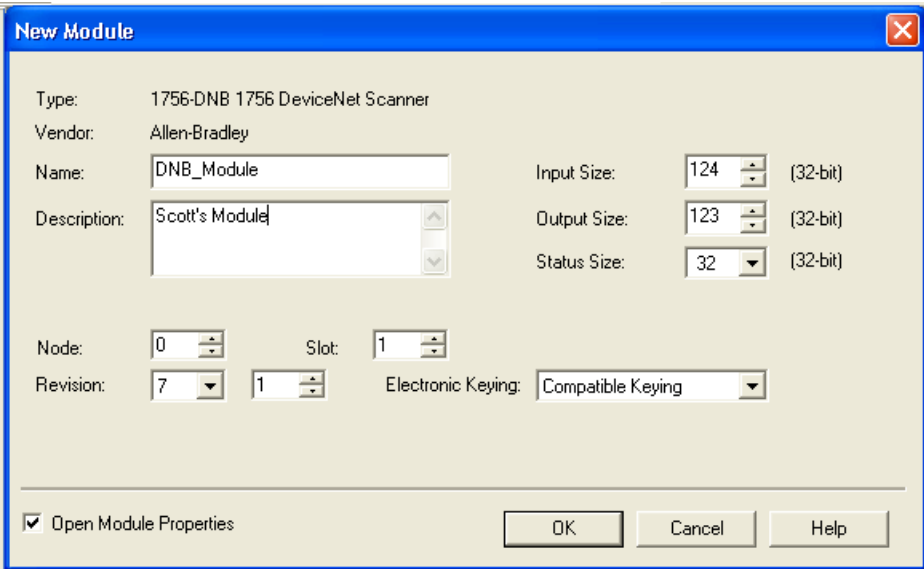 New Module
Type: 1756-DNB 1756 DeviceNet Scanner
Vendor: Allen-Bradley
Name: DNB_Module Input Size: 124 (32-bit)
Description: Scott's Module Output Size: 123 (32-bit)
Status Size: 32 (32-bit)
Node: 0 Slot: 1
Revision: 7 1 Electronic Keying: Compatible Keying
Open Module Properties OK Cancel Help